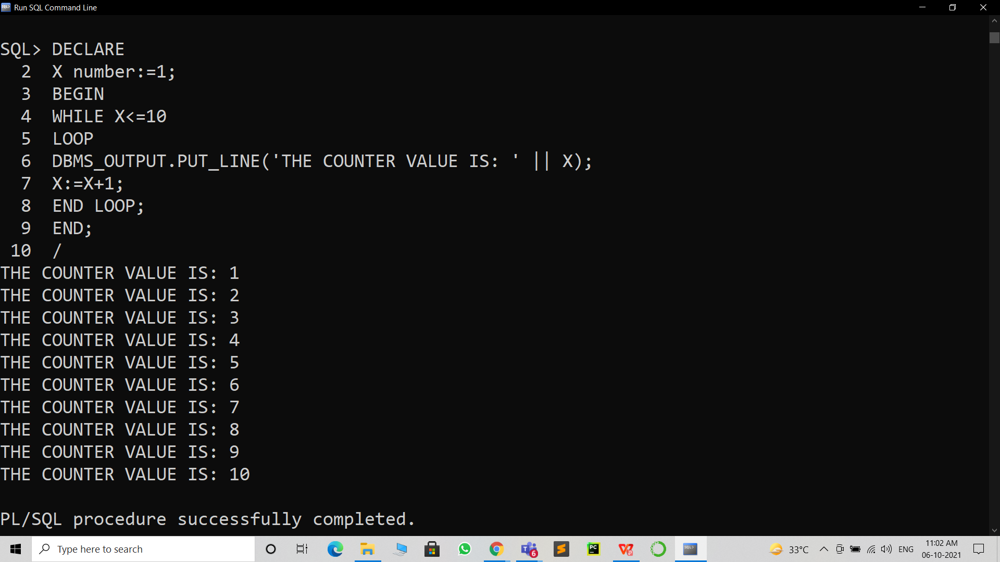 Run SQL Command Line
SQL> DECLARE
  2  X number:=1;
  3  BEGIN
  4  WHILE X<=10
  5  LOOP
  6  DBMS_OUTPUT.PUT_LINE('THE COUNTER VALUE IS: ' || X);
  7  X:=X+1;
  8  END LOOP;
  9  END;
 10  /
THE COUNTER VALUE IS: 1
THE COUNTER VALUE IS: 2
THE COUNTER VALUE IS: 3
THE COUNTER VALUE IS: 4
THE COUNTER VALUE IS: 5
THE COUNTER VALUE IS: 6
THE COUNTER VALUE IS: 7
THE COUNTER VALUE IS: 8
THE COUNTER VALUE IS: 9
THE COUNTER VALUE IS: 10
PL/SQL procedure successfully completed.
Type here to search
6
PC
33°C
ENG
11:02 AM
06-10-2021